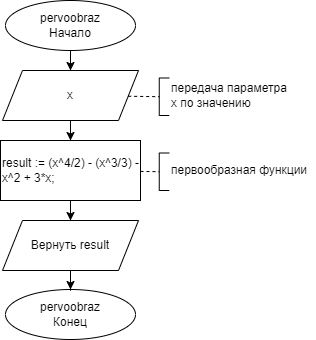 pervoobraz
Начало
x
передача параметра
x по значению
result := (x^4/2) - (x^3/3) -
x^2 + 3*x;
первообразная функции
Вернуть result
pervoobraz
Конец